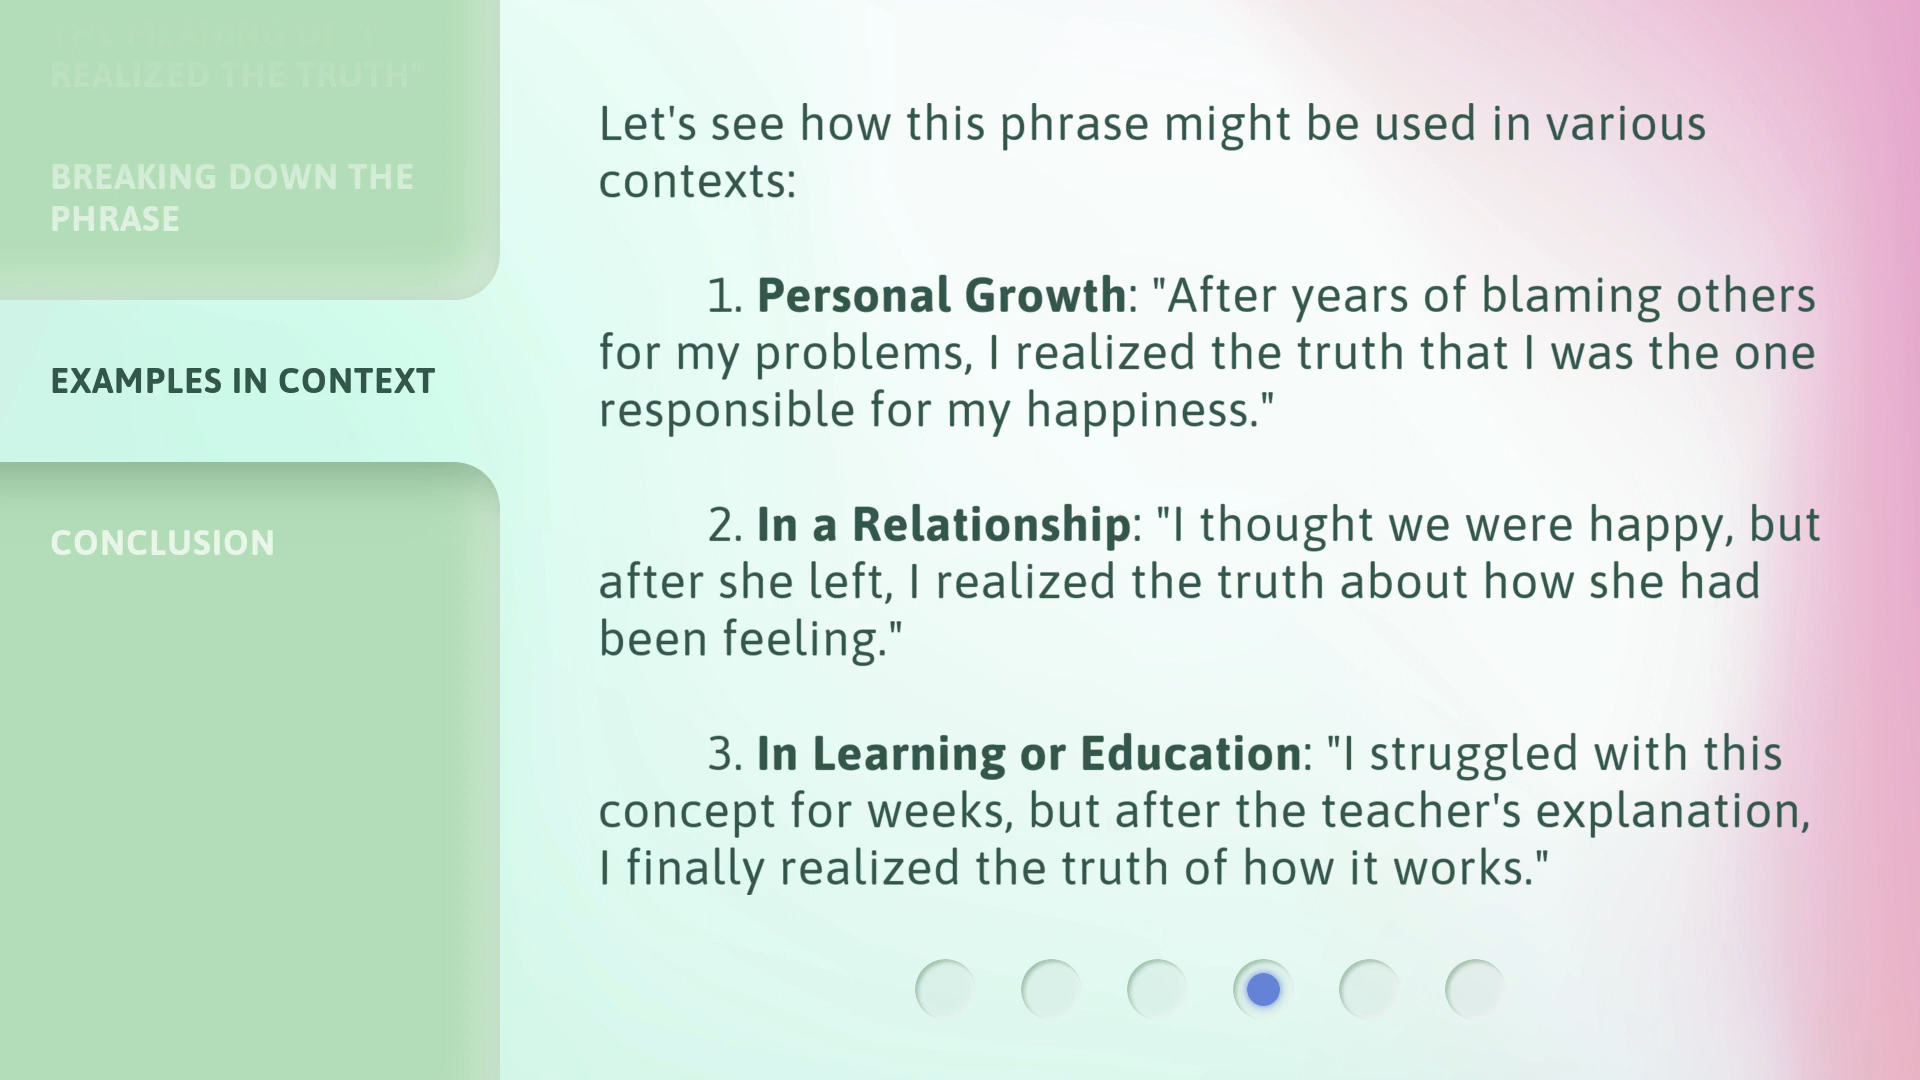 THE MEANING OF "
REALIZED THE TRUTH"
BREAKING DOWN THE
PHRASE
EXAMPLES IN CONTEXT
CONCLUSION
Let's see how this phrase might be used in various
contexts:
1. Personal Growth: "After years of blaming others
for my problems, I realized the truth that I was the one
responsible for my happiness."
2. In a Relationship: "I thought we were happy, but
after she left, I realized the truth about how she had
been feeling."
3. In Learning or Education: "I struggled with this
concept for weeks, but after the teacher's explanation,
I finally realized the truth of how it works."